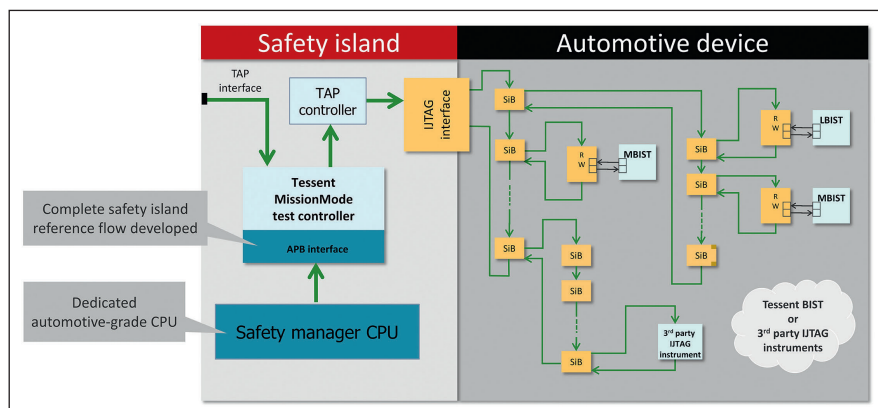 Safety island
Automotive device
TAP
interface
TAP
controller
IJTAG
interface
Tessent
MissionMode
test controller
APB interface
Safety manager CPU
Complete safety island
reference flow developed
Dedicated
automotive-grade CPU
SiB
SiB
SiB
SiB
SiB
SiB
R
W
MBIST
SiB
SiB
SiB
R
W
LBIST
R
W
MBIST
3rd party
IJTAG
instrument
Tessent BIST
or
3rd party IJTAG
instruments